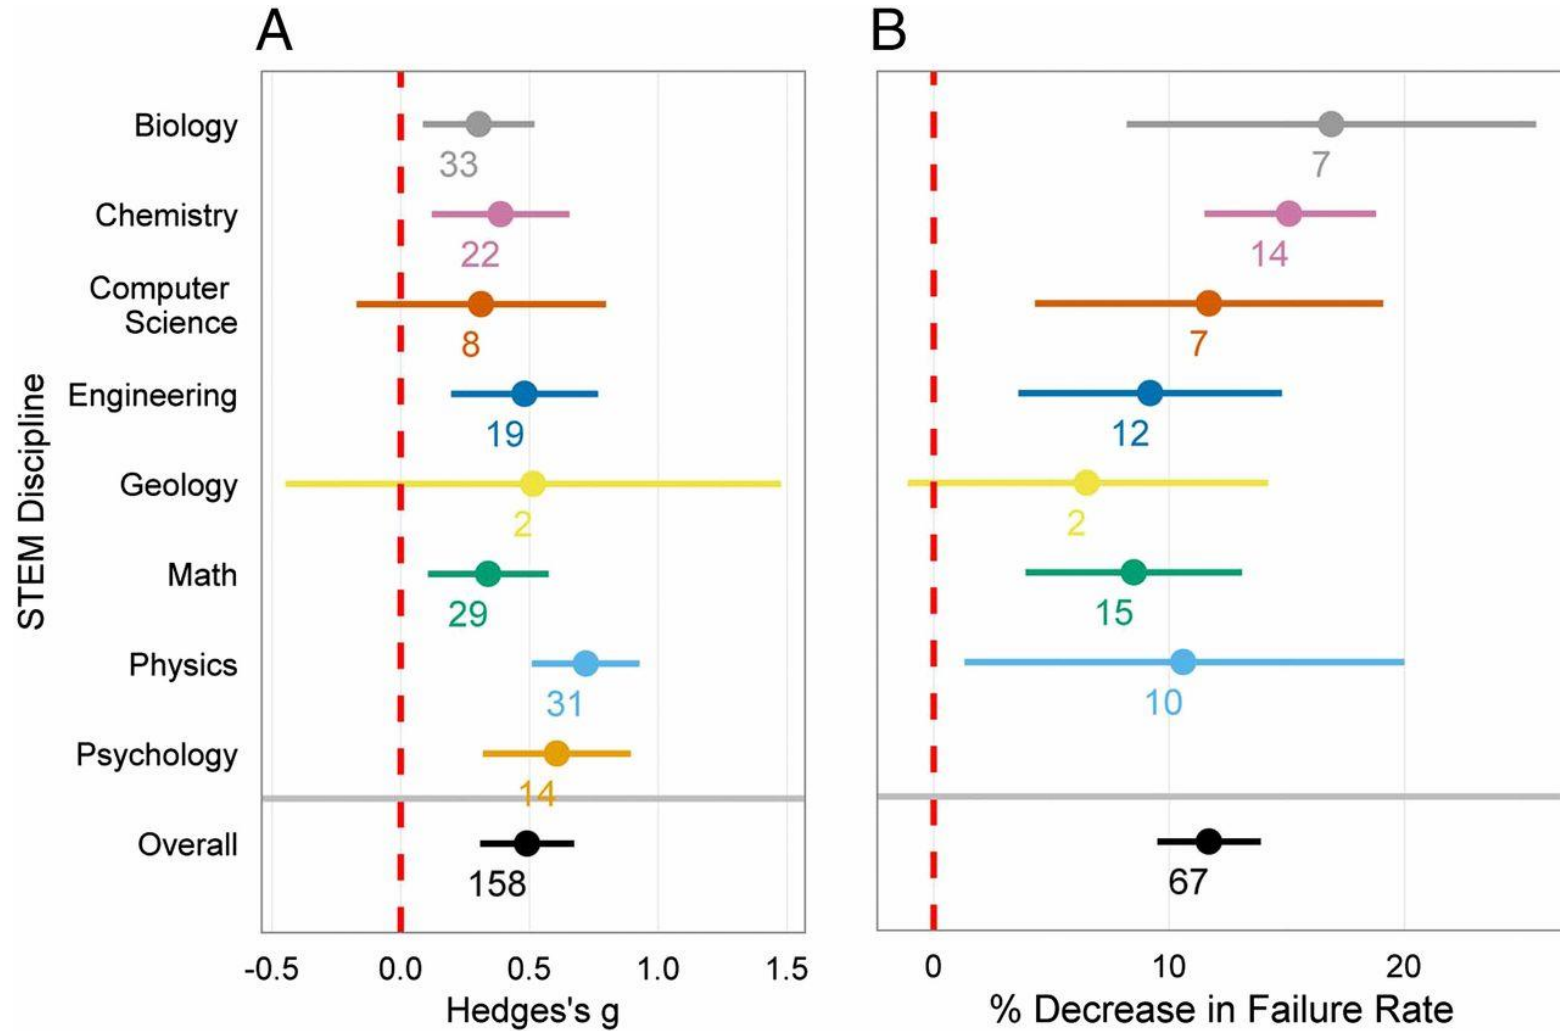 A
B
STEM Discipline
Biology
33
7
Chemistry
22
14
Computer
Science
8
7
Engineering
19
12
Geology
2
2
Math
29
15
Physics
31
10
Psychology
14
Overall
158
67
-0.5 0.0 0.5 1.0 1.5
0 10 20
Hedges's g
% Decrease in Failure Rate